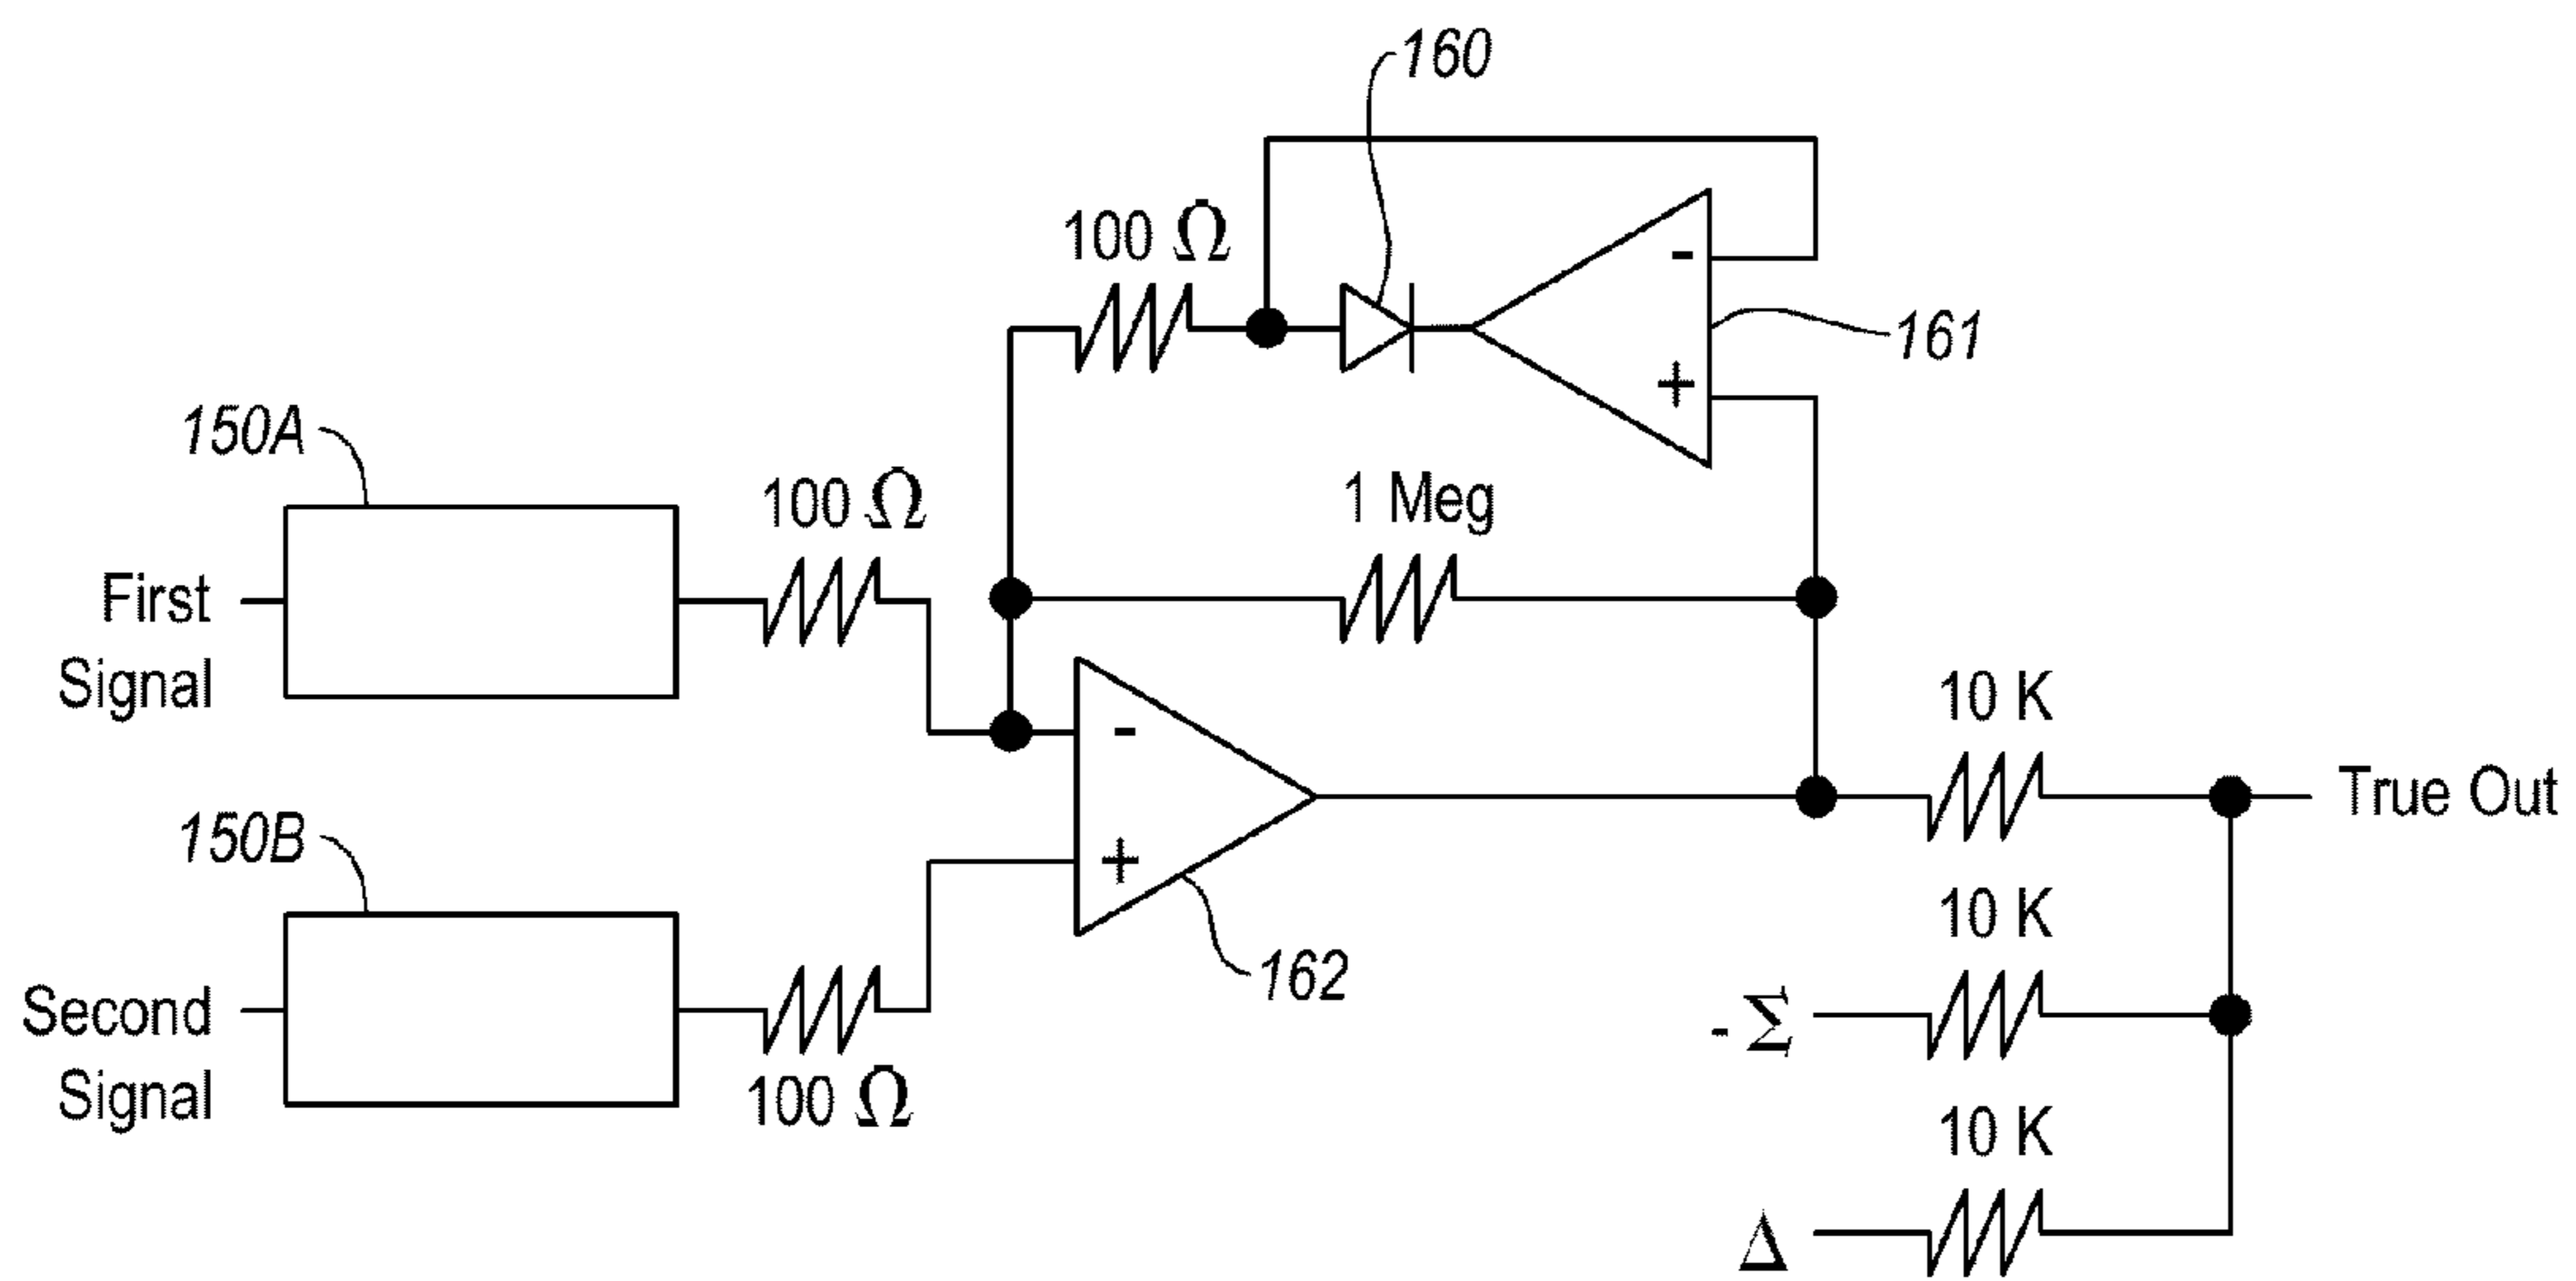 160
100 Ω
-
+
161
150A
100 Ω
1 Meg
First
Signal
-
10 K
True Out
150B
+
10 K
162
Second
Signal
100 Ω
- Σ
10 K
Δ